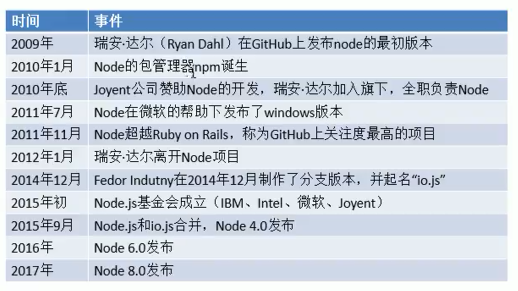 时间 事件
2009年 瑞安·达尔（Ryan Dahl）在GitHub上发布node的最初版本
2010年1月 Node的包管理器npm诞生
2010年底 Joyent公司赞助Node的开发，瑞安·达尔加入旗下，全职负责Node
2011年7月 Node在微软的帮助下发布了windows版本
2011年11月 Node超越Ruby on Rails，称为GitHub上关注度最高的项目
2012年1月 瑞安·达尔离开Node项目
2014年12月 Fedor Indutny在2014年12月制作了分支版本，并起名“io.js”
2015年初 Node.js基金会成立（IBM、Intel、微软、Joyent）
2015年9月 Node.js和io.js合并，Node 4.0发布
2016年 Node 6.0发布
2017年 Node 8.0发布